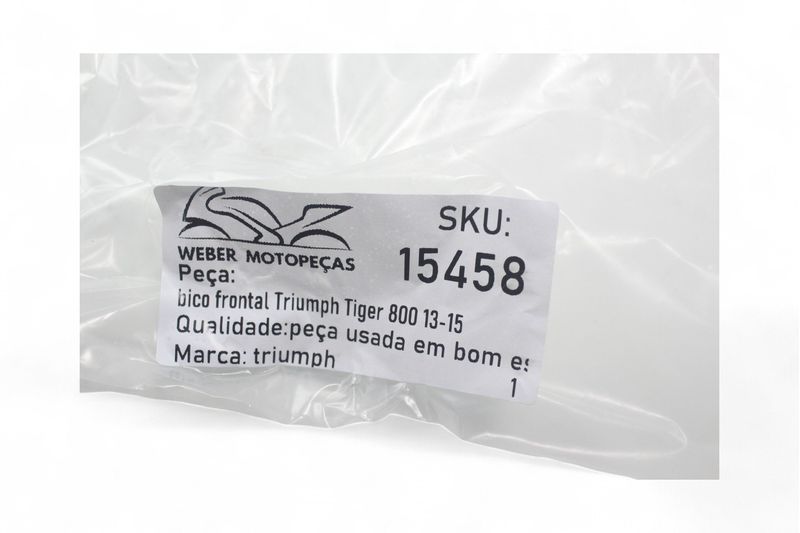 WEBER MOTOPEÇAS
SKU:
15458
Peça:
bico frontal Triumph Tiger 800 13-15
Qualidade:peça usada em bom es
Marca: triumph
1